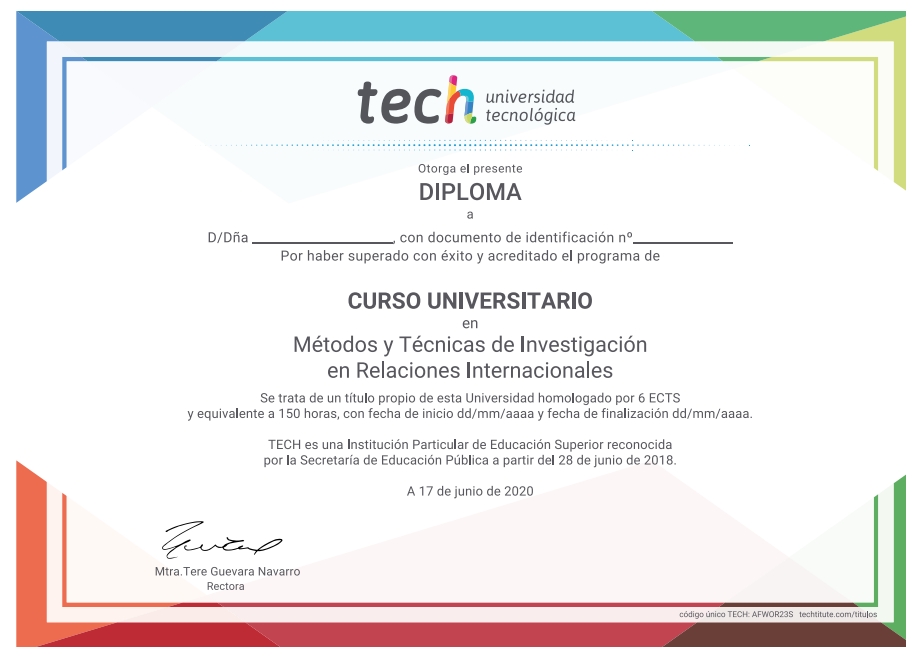 tech universidad
tecnológica
Otorga el presente
DIPLOMA
a
D/Dña ____________________, con documento de identificación nº______________
Por haber superado con éxito y acreditado el programa de
CURSO UNIVERSITARIO
en
Métodos y Técnicas de Investigación
en Relaciones Internacionales
Se trata de un título propio de esta Universidad homologado por 6 ECTS
y equivalente a 150 horas, con fecha de inicio dd/mm/aaaa y fecha de finalización dd/mm/aaaa.
TECH es una Institución Particular de Educación Superior reconocida
por la Secretaría de Educación Pública a partir del 28 de junio de 2018.
A 17 de junio de 2020
Mtra.Tere Guevara Navarro
Rectora
código único TECH: AFWOR23S techtitute.com/titulos